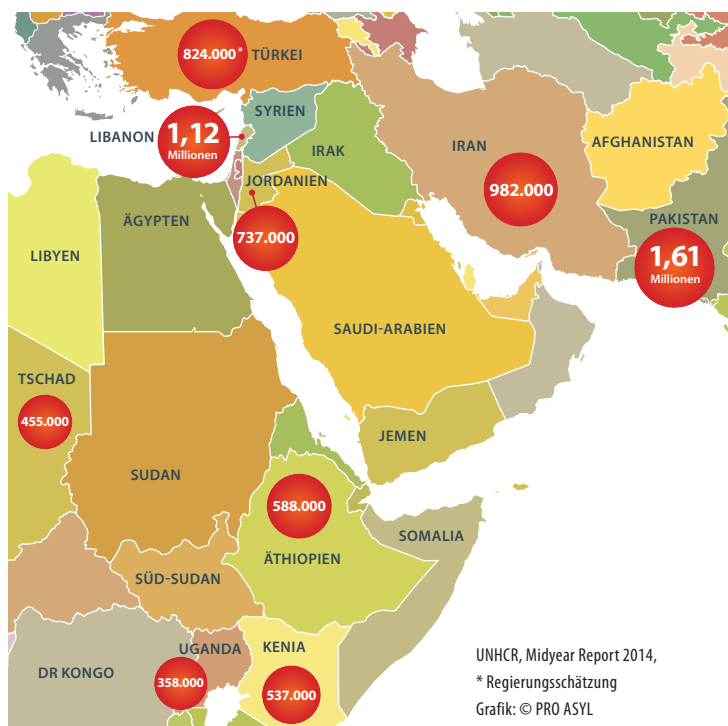 824.000*
TÜRKEI
SYRIEN
LIBANON
1,12
Millionen
IRAK
IRAN
AFGHANISTAN
JORDANIEN
982.000
ÄGYPTEN
PAKISTAN
737.000
1,61
Millionen
LIBYEN
SAUDI-ARABIEN
TSCHAD
455.000
JEMEN
SUDAN
588.000
SOMALIA
ÄTHIOPIEN
SÜD-SUDAN
UGANDA
KENIA
DR KONGO
358.000
537.000
UNHCR, Midyear Report 2014,
* Regierungsschätzung
Grafik: © PRO ASYL